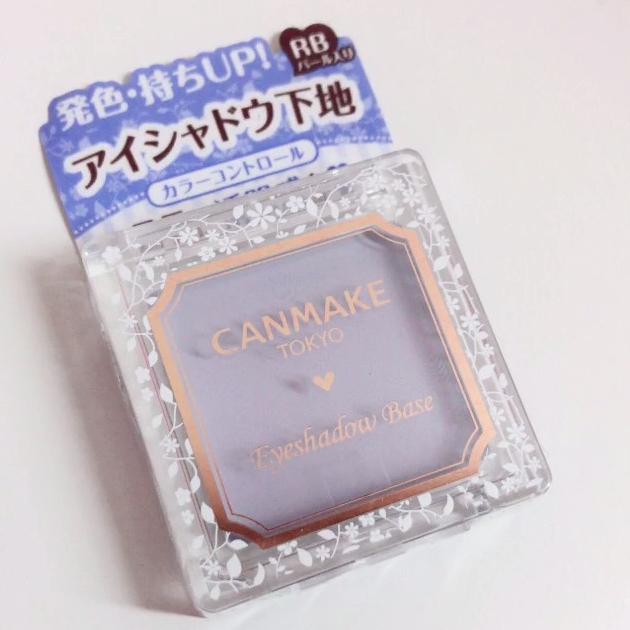 発色・持ちUP!
RB
パール入り
アイシャドウ下地
カラーコントロール
CANMAKE
TOKYO
Eyeshadow Base